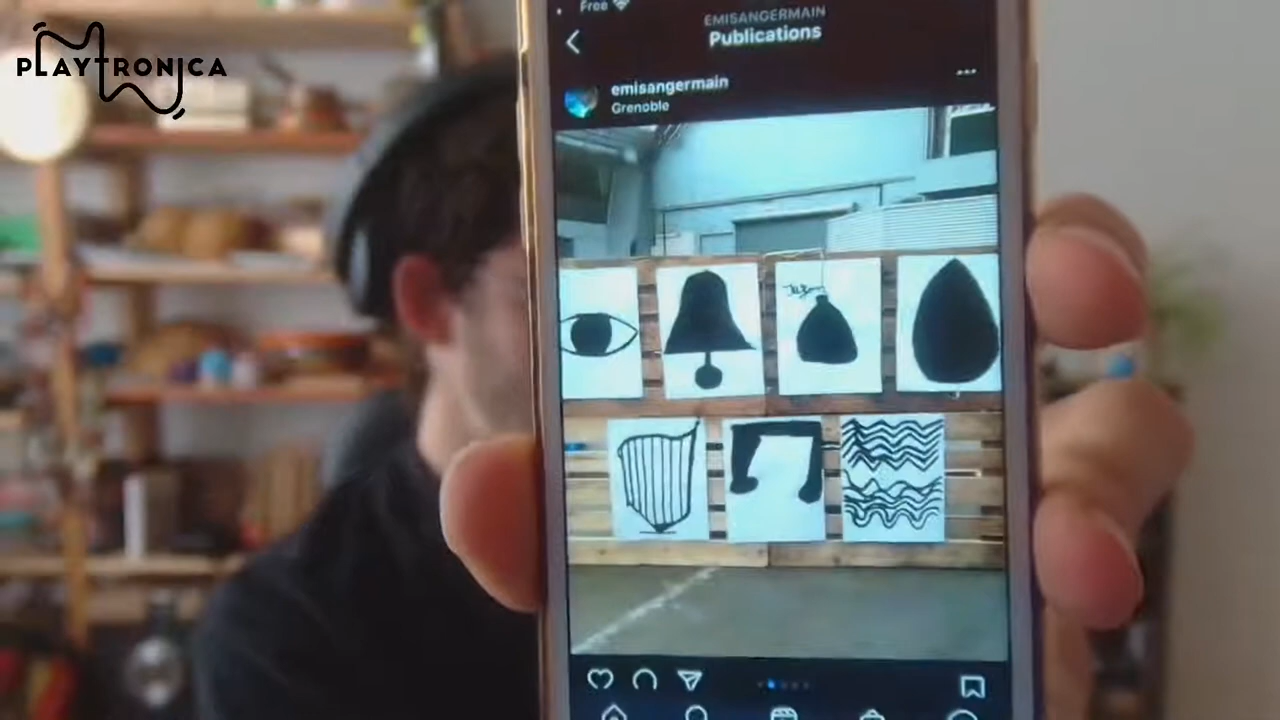 PLAYTRONICA
Free
EMISANGERMAIN
Publications
emisangermain
Grenoble